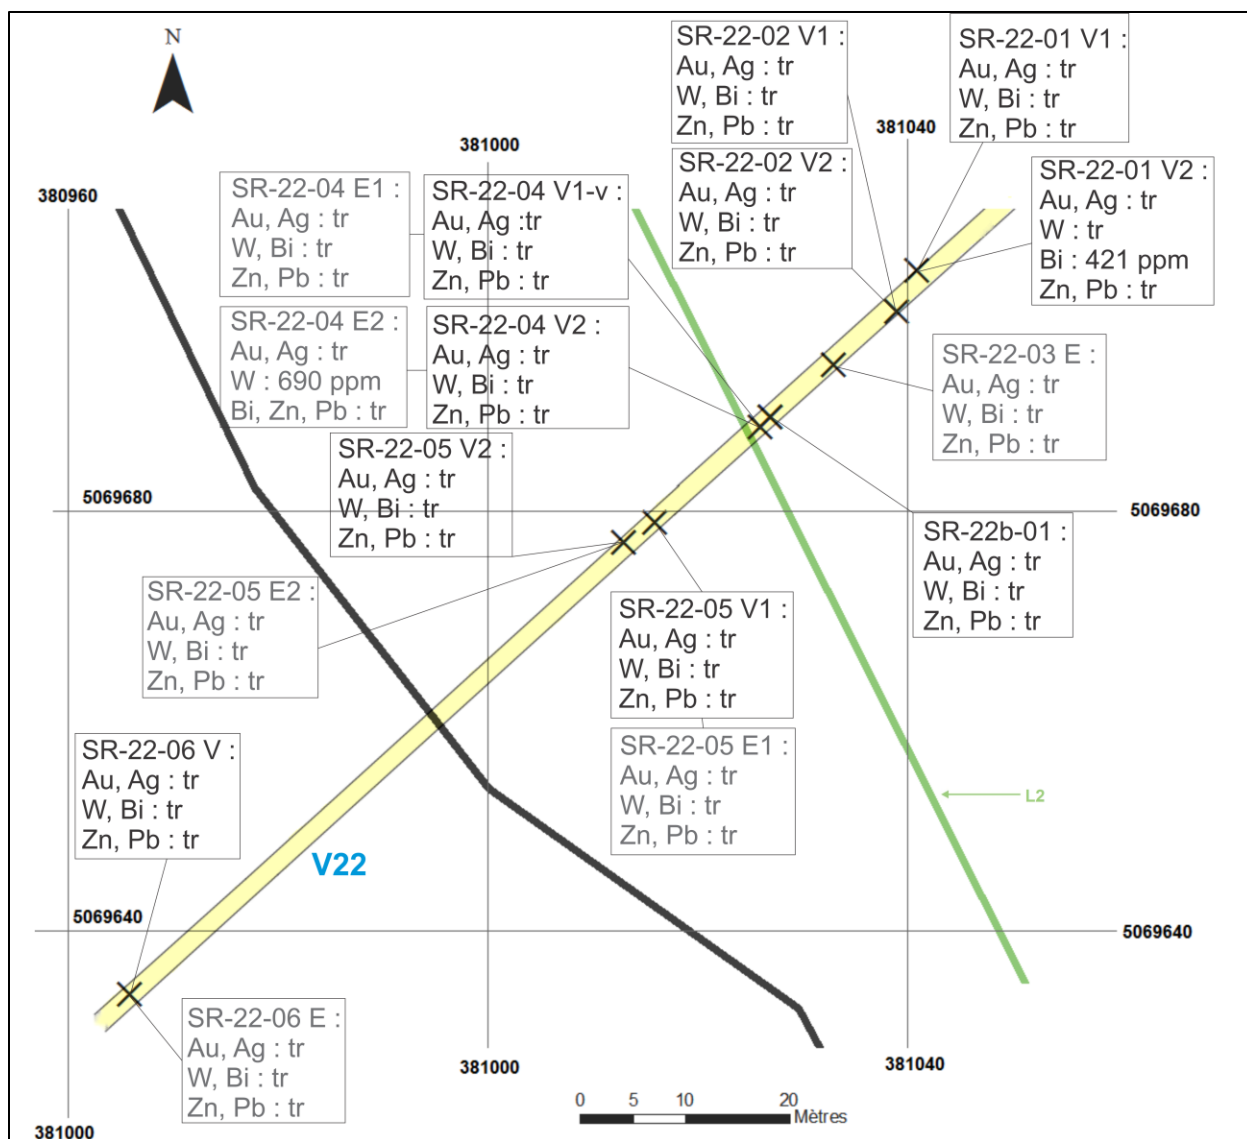 N
SR-22-02 V1 :
Au, Ag : tr
W, Bi : tr
Zn, Pb : tr
SR-22-01 V1 :
Au, Ag : tr
W, Bi : tr
Zn, Pb : tr
381040
381000
380960
SR-22-04 E1 :
Au, Ag : tr
W, Bi : tr
Zn, Pb : tr
SR-22-04 V1-v :
Au, Ag :tr
W, Bi : tr
Zn, Pb : tr
SR-22-02 V2 :
Au, Ag : tr
W, Bi : tr
Zn, Pb : tr
SR-22-01 V2 :
Au, Ag : tr
W : tr
Bi : 421 ppm
Zn, Pb : tr
SR-22-04 E2 :
Au, Ag : tr
W : 690 ppm
Bi, Zn, Pb : tr
SR-22-04 V2 :
Au, Ag : tr
W, Bi : tr
Zn, Pb : tr
SR-22-03 E :
Au, Ag : tr
W, Bi : tr
Zn, Pb : tr
SR-22-05 V2 :
Au, Ag : tr
W, Bi : tr
Zn, Pb : tr
5069680
5069680
SR-22b-01 :
Au, Ag : tr
W, Bi : tr
Zn, Pb : tr
SR-22-05 E2 :
Au, Ag : tr
W, Bi : tr
Zn, Pb : tr
SR-22-05 V1 :
Au, Ag : tr
W, Bi : tr
Zn, Pb : tr
SR-22-05 E1 :
Au, Ag : tr
W, Bi : tr
Zn, Pb : tr
L2
SR-22-06 V :
Au, Ag : tr
W, Bi : tr
Zn, Pb : tr
V22
5069640
5069640
SR-22-06 E :
Au, Ag : tr
W, Bi : tr
Zn, Pb : tr
381000
381040
0 5 10 20
Mètres
381000